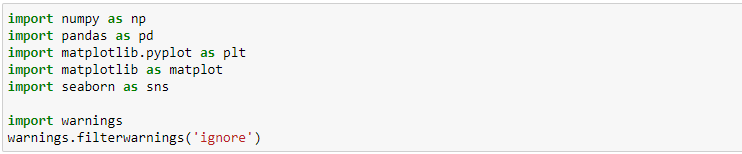 import numpy as np
import pandas as pd
import matplotlib.pyplot as plt
import matplotlib as matplot
import seaborn as sns

import warnings
warnings.filterwarnings('ignore')